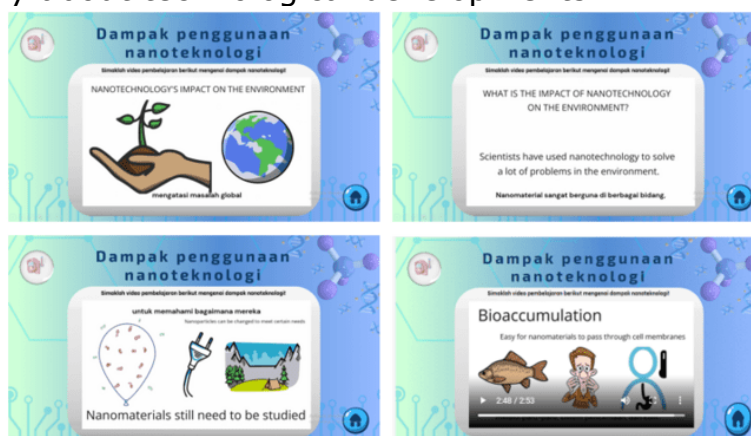 Dampak penggunaan
nanoteknologi
Simaklah video pembelajaran berikut mengenai dampak nanoteknologi!
NANOTECHNOLOGY'S IMPACT ON THE ENVIRONMENT
mengatasi masalah global
Dampak penggunaan
nanoteknologi
Simaklah video pembelajaran berikut mengenai dampak nanoteknologi!
WHAT IS THE IMPACT OF NANOTECHNOLOGY
ON THE ENVIRONMENT?
Scientists have used nanotechnology to solve
a lot of problems in the environment.
Nanomaterial sangat berguna di berbagai bidang,
Dampak penggunaan
nanoteknologi
Simaklah video pembelajaran berikut mengenai dampak nanoteknologi!
untuk memahami bagaimana mereka
Nanoparticles can be changed to meet certain needs
Nanomaterials still need to be studied
Dampak penggunaan
nanoteknologi
Simaklah video pembelajaran berikut mengenai dampak nanoteknologi!
Bioaccumulation
Easy for nanomaterials to pass through cell membranes
2:48 / 2:53